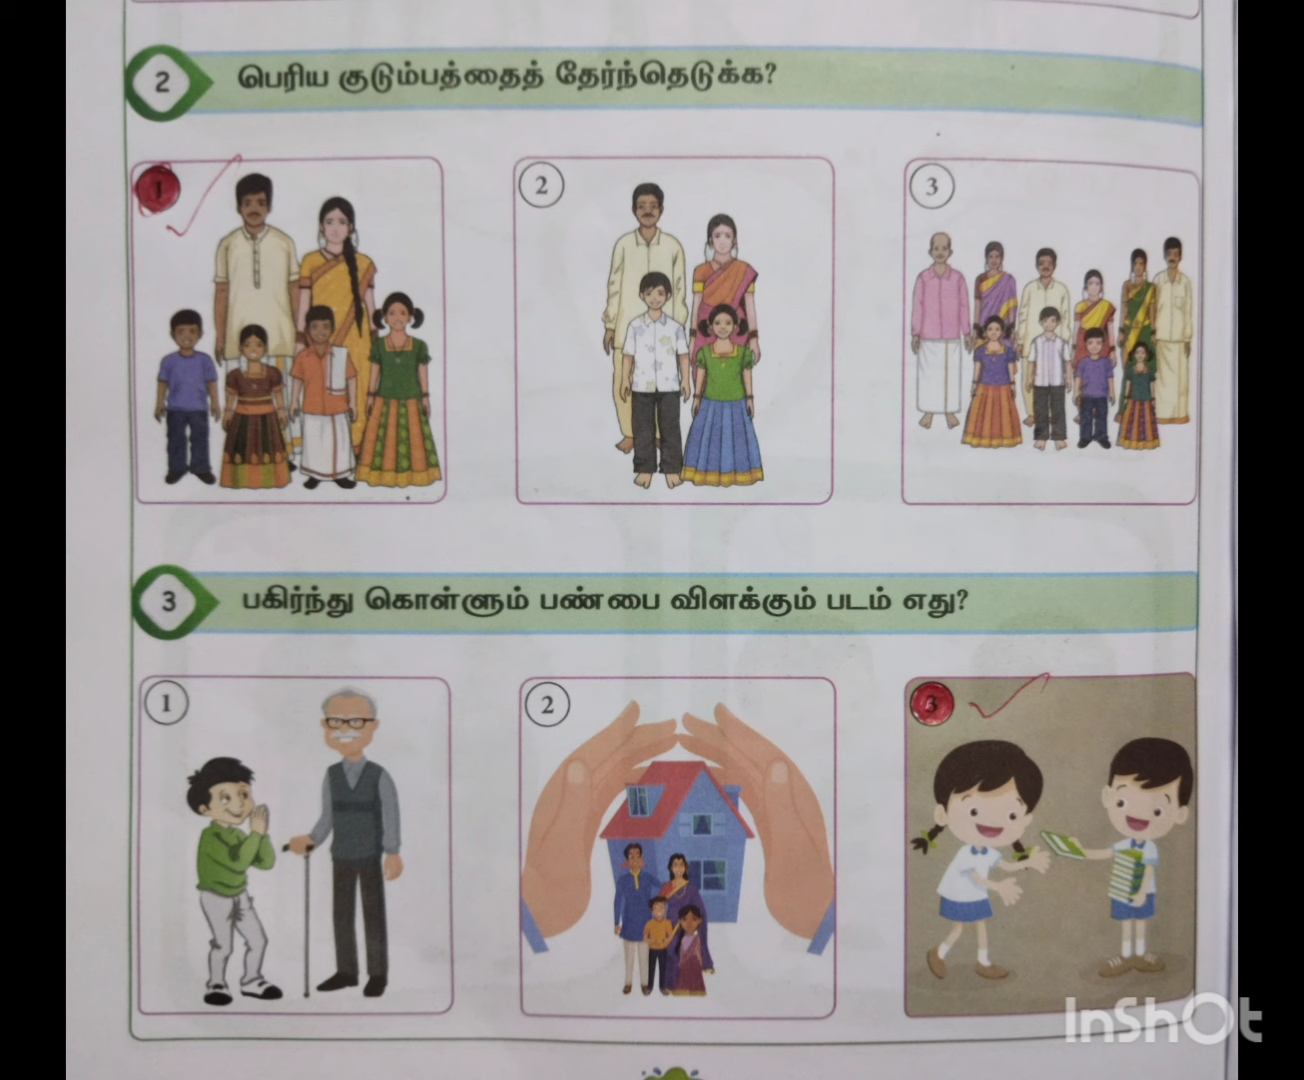 2 பெரிய குடும்பத்தைத் தேர்ந்தெடுக்க?
1 2 3
3 பகிர்ந்து கொள்ளும் பண்பை விளக்கும் படம் எது?
1 2 3
InShOt